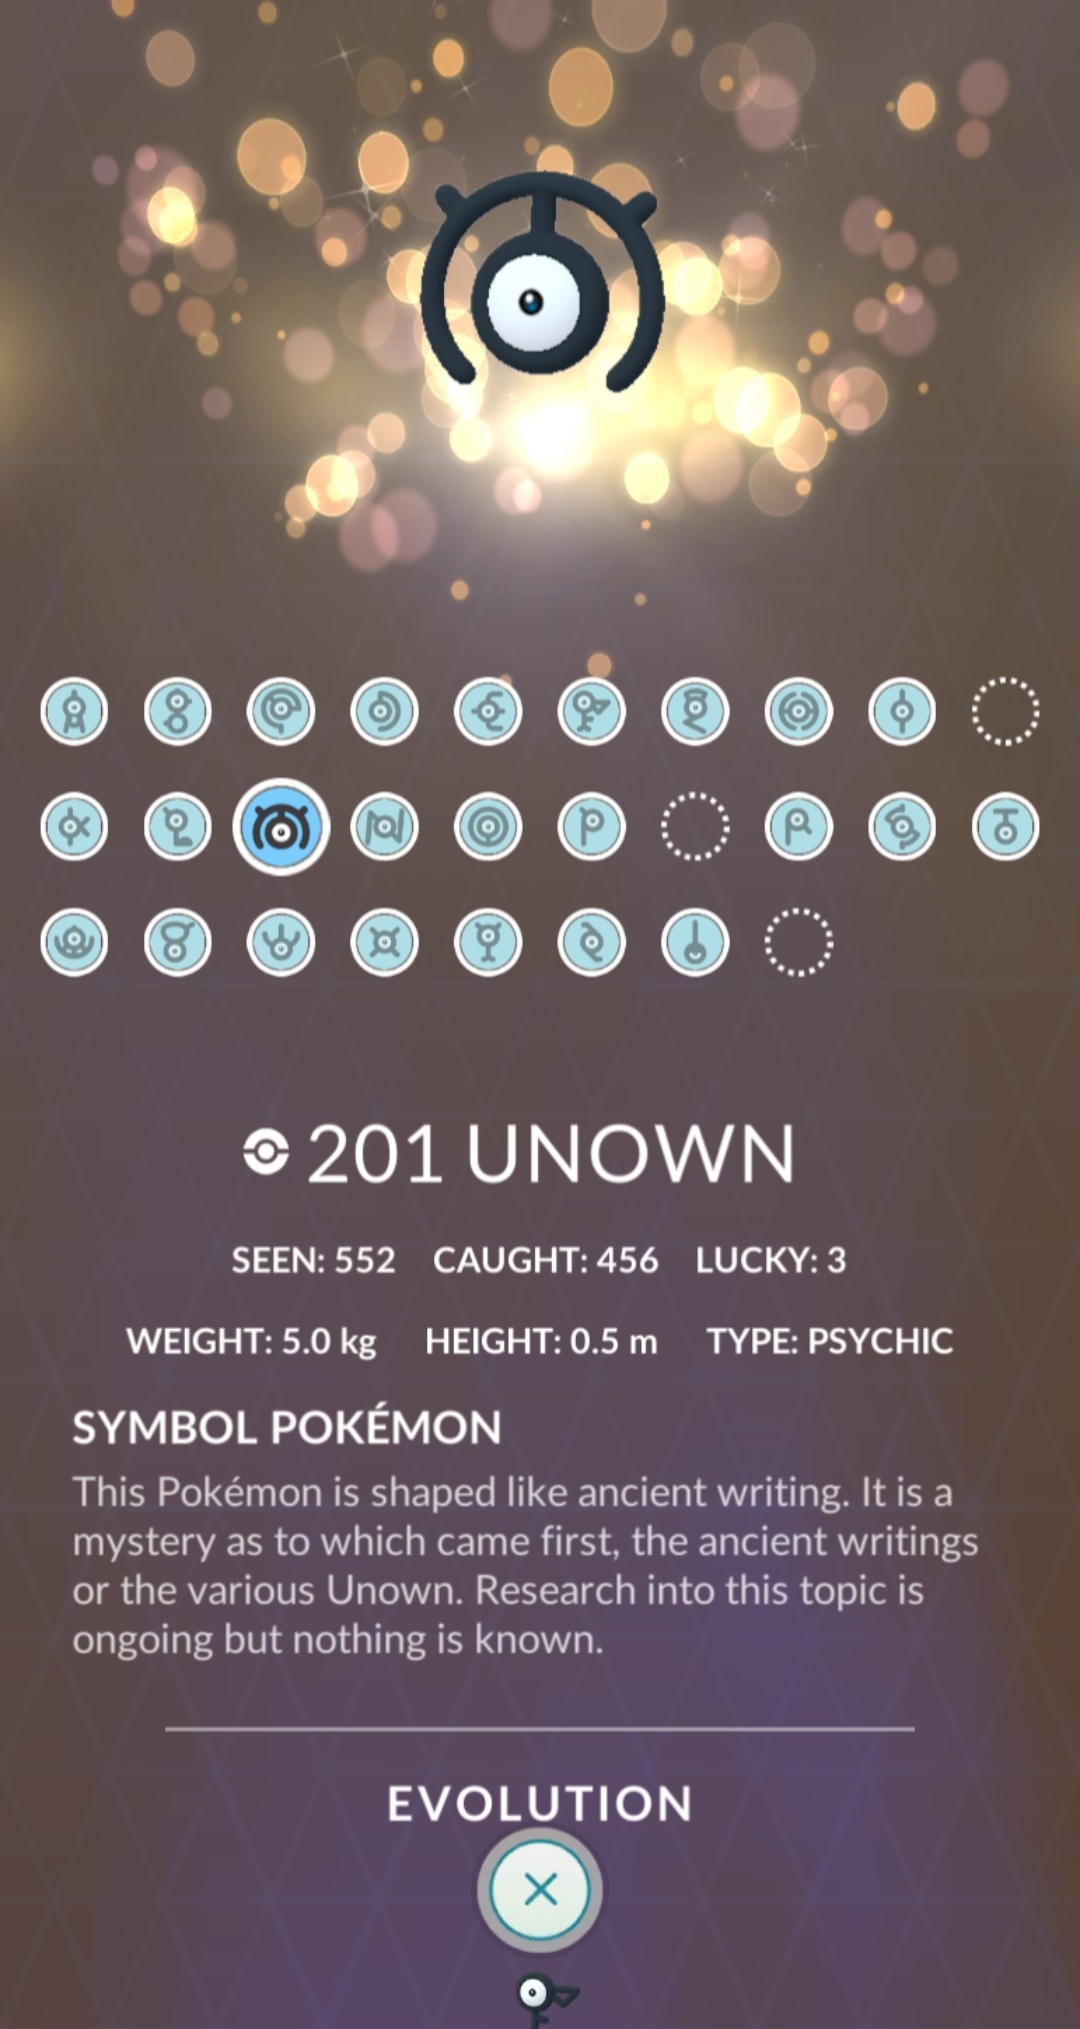 201 UNOWN
SEEN: 552 CAUGHT: 456 LUCKY: 3
WEIGHT: 5.0 kg HEIGHT: 0.5 m TYPE: PSYCHIC
SYMBOL POKÉMON
This Pokémon is shaped like ancient writing. It is a
mystery as to which came first, the ancient writings
or the various Unown. Research into this topic is
ongoing but nothing is known.
EVOLUTION